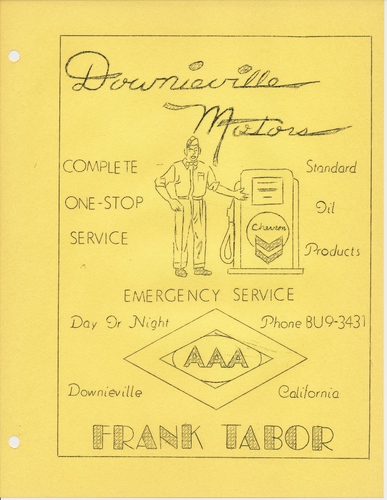 Downieville
Motors
COMPLETE
ONE-STOP
SERVICE
Standard
Oil
Products
Chevron
EMERGENCY SERVICE
Day Or Night
Phone BU9-3431
AAA
Downieville
California
FRANK TABOR